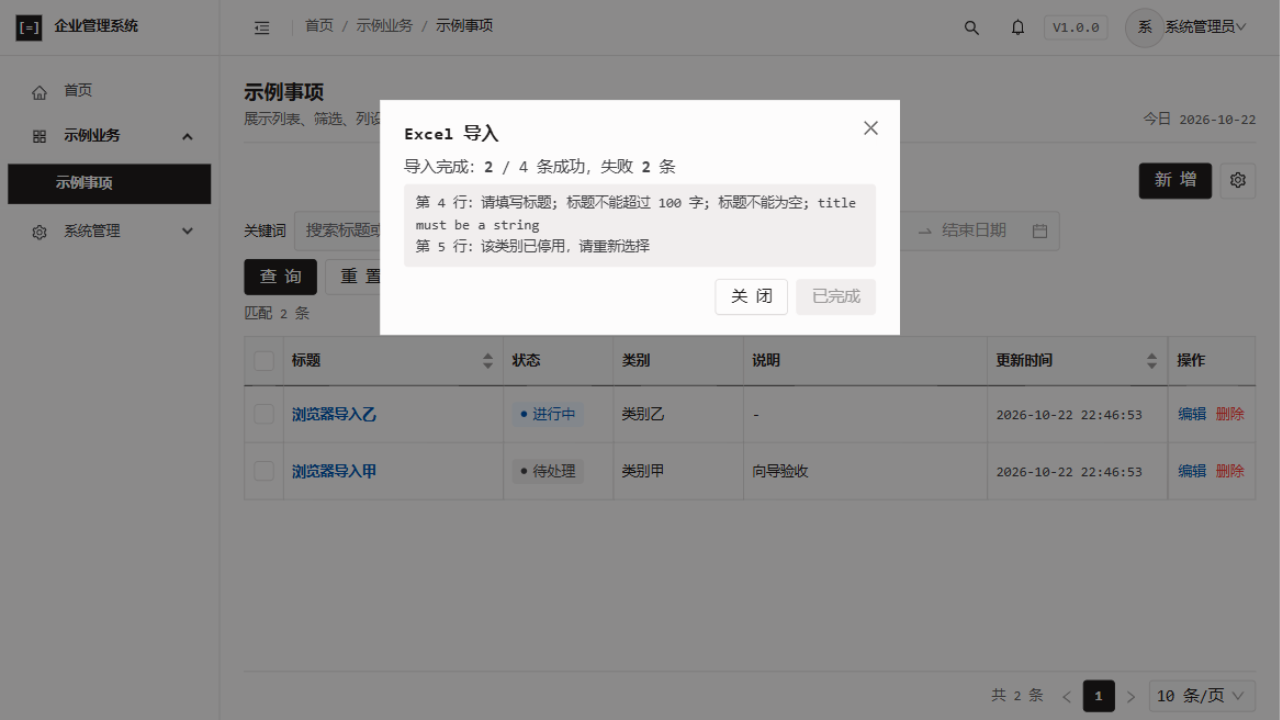 [=] 企业管理系统
首页 / 示例业务 / 示例事项
V1.0.0
系 系统管理员
首页
示例业务
示例事项
系统管理
示例事项
展示列表、筛选、列设
今日 2026-10-22
新 增
关键词 搜索标题或
结束日期
查 询
重 置
匹配 2 条
Excel 导入
导入完成: 2 / 4 条成功, 失败 2 条
第 4 行: 请填写标题; 标题不能超过 100 字; 标题不能为空; title
must be a string
第 5 行: 该类别已停用, 请重新选择
关 闭
已完成
标题 状态 类别 说明 更新时间 操作
浏览器导入乙 进行中 类别乙 - 2026-10-22 22:46:53 编辑 删除
浏览器导入甲 待处理 类别甲 向导验收 2026-10-22 22:46:53 编辑 删除
共 2 条 1 10 条/页